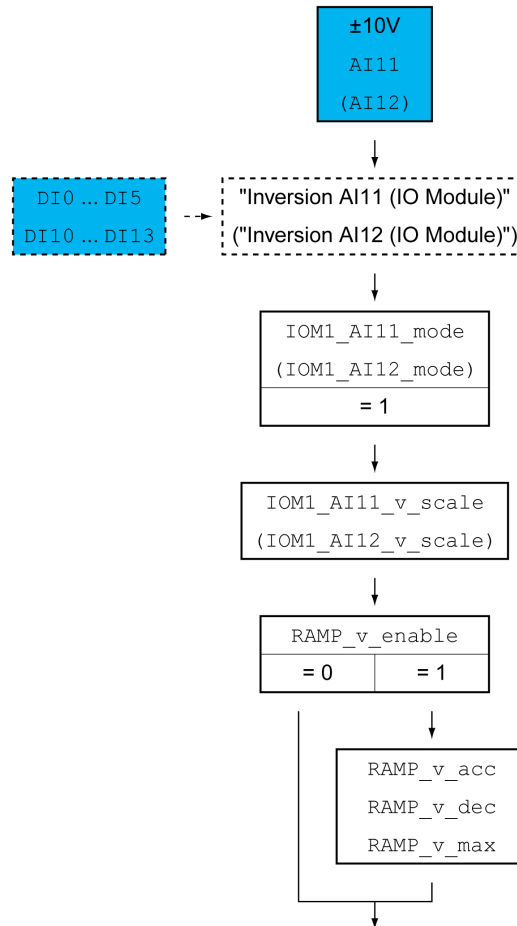 ±10V
AI11
(AI12)
DI0 ... DI5
DI10 ... DI13
"Inversion AI11 (IO Module)"
("Inversion AI12 (IO Module)")
IOM1_AI11_mode
(IOM1_AI12_mode)
= 1
IOM1_AI11_v_scale
(IOM1_AI12_v_scale)
RAMP_v_enable
= 0
= 1
RAMP_v_acc
RAMP_v_dec
RAMP_v_max